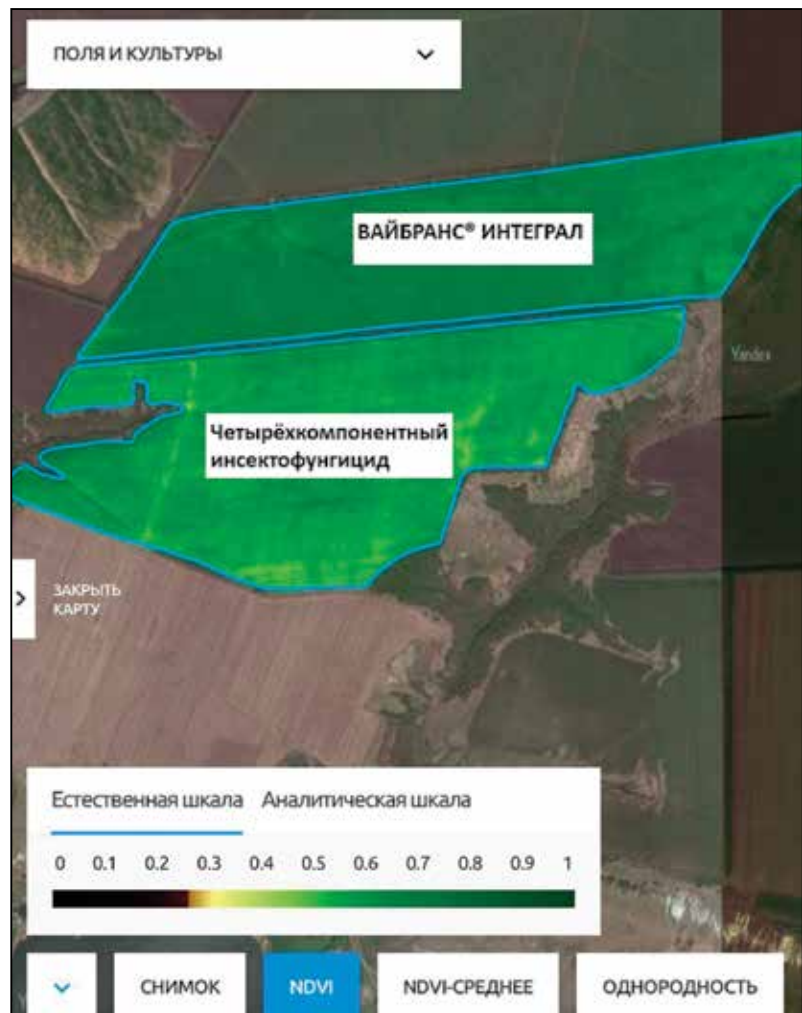 ПОЛЯ И КУЛЬТУРЫ
ВАЙБРАНС® ИНТЕГРАЛ
Yandex
Четырёхкомпонентный
инсектофунгицид
ЗАКРЫТЬ
КАРТУ
Естественная шкала Аналитическая шкала
0 0.1 0.2 0.3 0.4 0.5 0.6 0.7 0.8 0.9 1
СНИМОК NDVI NDVI-СРЕДНЕЕ ОДНОРОДНОСТЬ